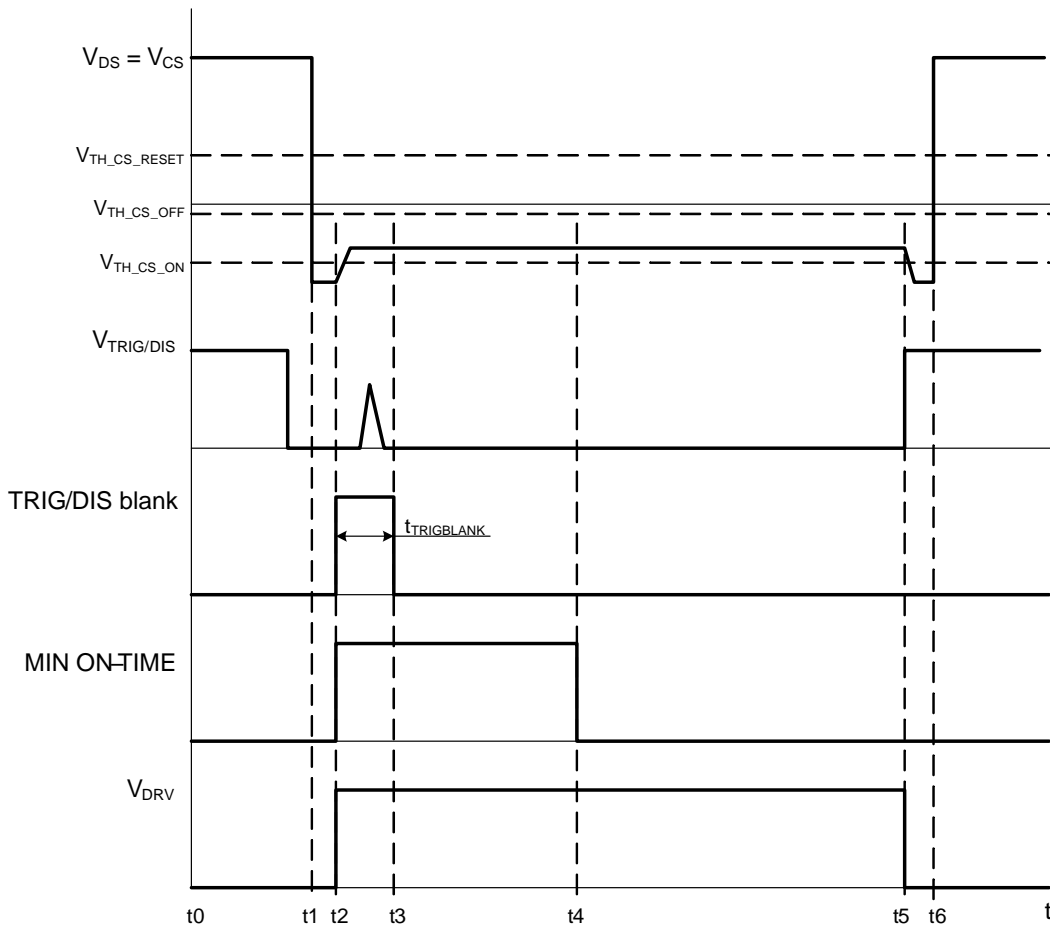 VDS = VCS
VTH_CS_RESET
VTH_CS_OFF
VTH_CS_ON
VTRIG/DIS
TRIG/DIS blank
tTRIGBLANK
MIN ON–TIME
VDRV
t0 t1 t2 t3 t4 t5 t6 t